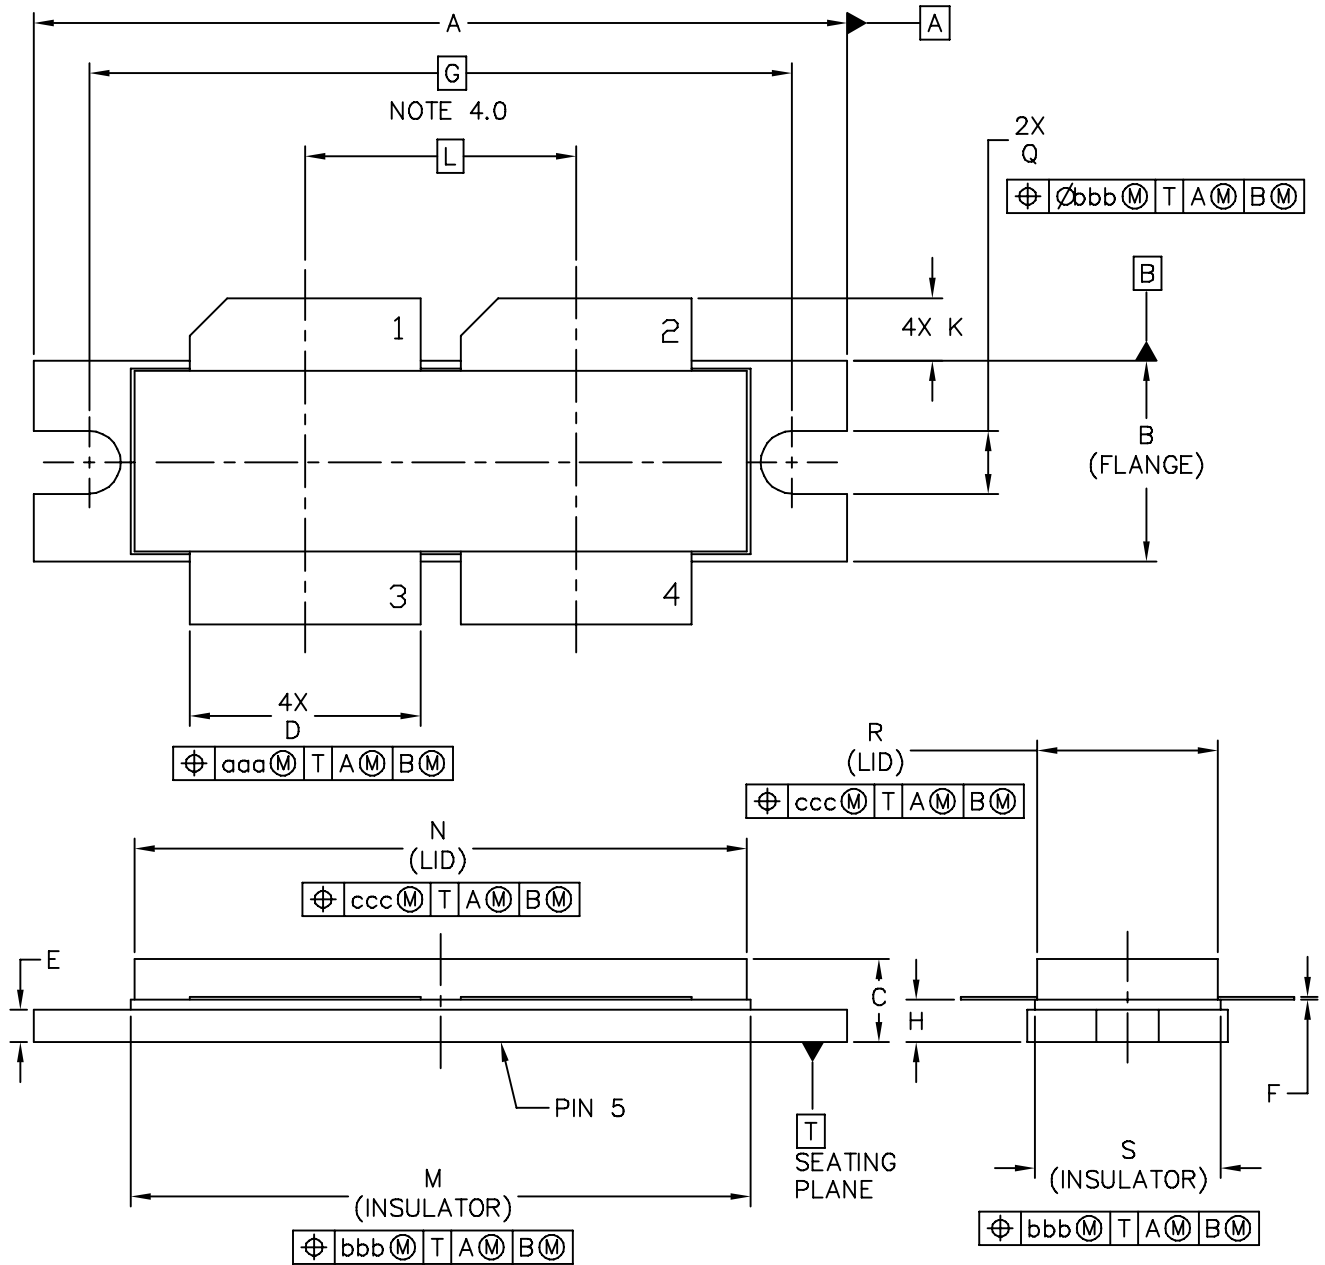 A
A
G
NOTE 4.0
L
2X
Q
⌖ Øbbb Ⓜ T A Ⓜ B Ⓜ
B
1
2
4X K
B
(FLANGE)
3
4
4X
D
⌖ aaa Ⓜ T A Ⓜ B Ⓜ
R
(LID)
⌖ ccc Ⓜ T A Ⓜ B Ⓜ
N
(LID)
⌖ ccc Ⓜ T A Ⓜ B Ⓜ
E
C
H
F
PIN 5
T
SEATING
PLANE
M
(INSULATOR)
⌖ bbb Ⓜ T A Ⓜ B Ⓜ
S
(INSULATOR)
⌖ bbb Ⓜ T A Ⓜ B Ⓜ